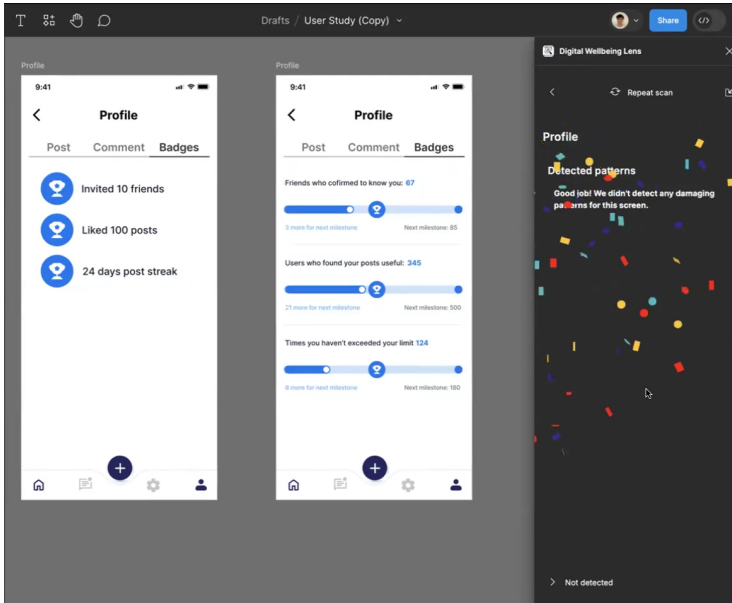 Drafts / User Study (Copy)
Share
Profile
9:41
Profile
Post Comment Badges
Invited 10 friends
Liked 100 posts
24 days post streak
Profile
9:41
Profile
Post Comment Badges
Friends who cofirmed to know you: 67
3 more for next milestone Next milestone: 85
Users who found your posts useful: 345
21 more for next milestone Next milestone: 500
Times you haven't exceeded your limit 124
8 more for next milestone Next milestone: 180
Digital Wellbeing Lens
Repeat scan
Profile
Detected patterns
Good job! We didn't detect any damaging
patterns for this screen.
Not detected